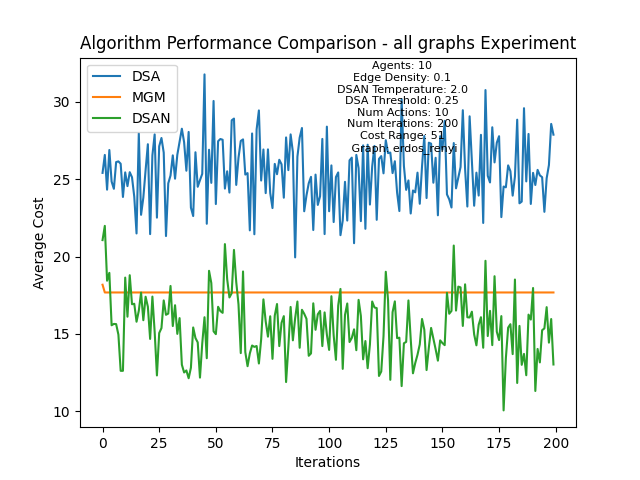 Algorithm Performance Comparison - all graphs Experiment
DSA
MGM
DSAN
Agents: 10
Edge Density: 0.1
DSAN Temperature: 2.0
DSA Threshold: 0.25
Num Actions: 10
Num Iterations: 200
Cost Range: 51
Graph: erdos_renyi
Average Cost
30
25
20
15
10
0 25 50 75 100 125 150 175 200
Iterations